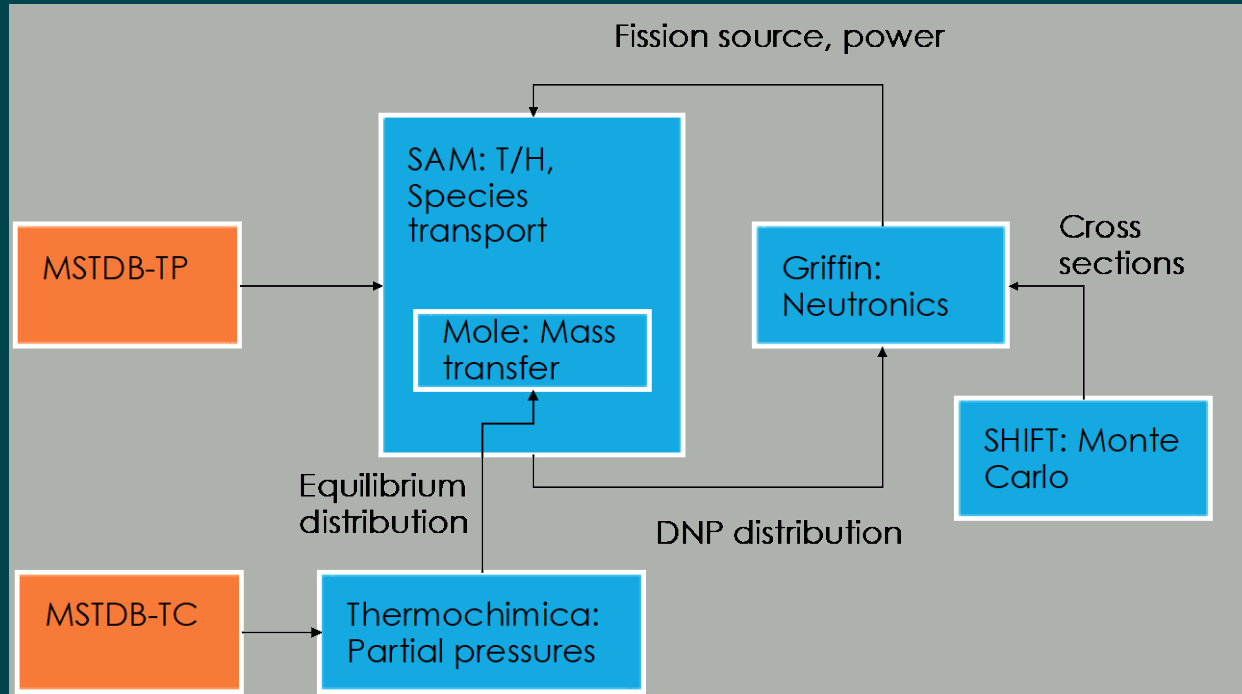 Fission source, power
SAM: T/H,
Species
transport
MSTDB-TP
Griffin:
Neutronics
Cross
sections
Mole: Mass
transfer
SHIFT: Monte
Carlo
Equilibrium
distribution
DNP distribution
MSTDB-TC
Thermochimica:
Partial pressures